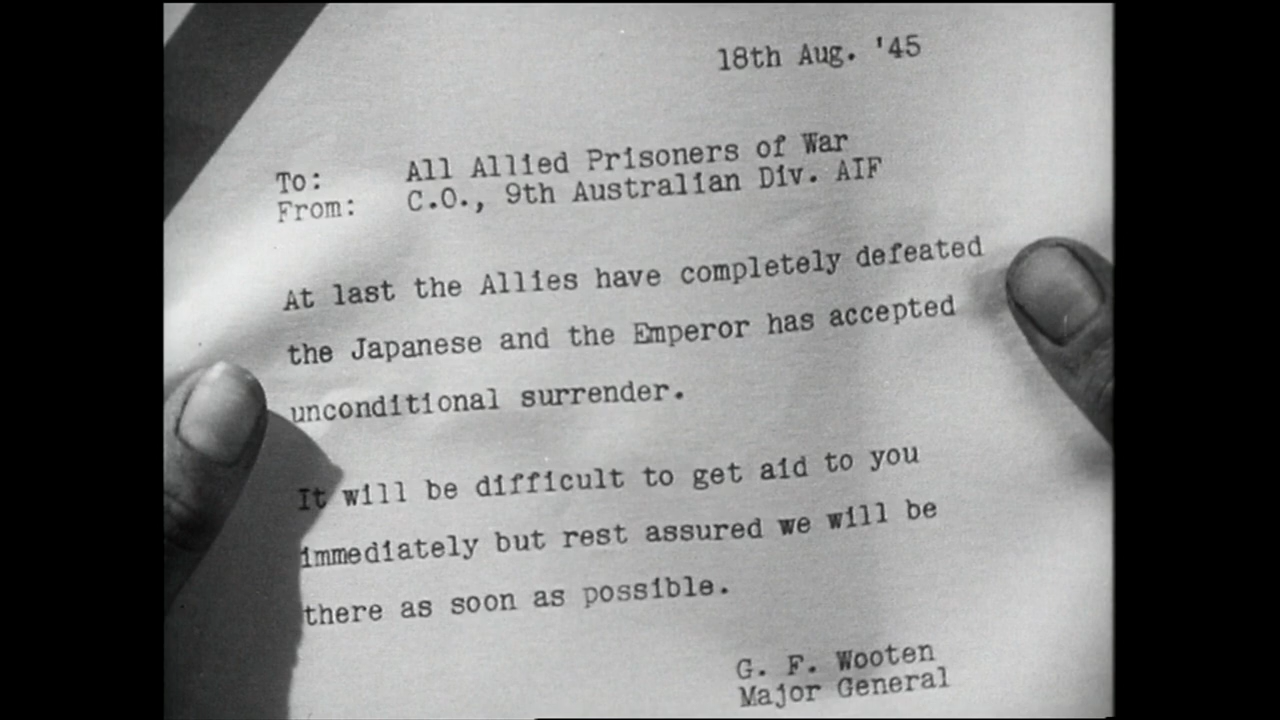 18th Aug. '45
To: All Allied Prisoners of War
From: C.O., 9th Australian Div. AIF
At last the Allies have completely defeated
the Japanese and the Emperor has accepted
unconditional surrender.
It will be difficult to get aid to you
immediately but rest assured we will be
there as soon as possible.
G. F. Wooten
Major General